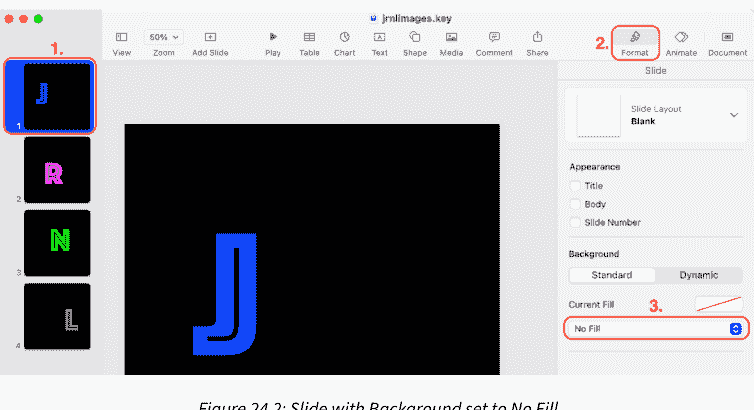 jrnlimages.key
1.
2.
50%
View
Zoom
Add Slide
Play
Table
Chart
Text
Shape
Media
Comment
Share
Format
Animate
Document
Slide
J
1
R
2
N
3
L
4
J
Slide Layout
Blank
Appearance
Title
Body
Slide Number
Background
Standard
Dynamic
Current Fill
3.
No Fill
Figure 24.2: Slide with Background set to No Fill